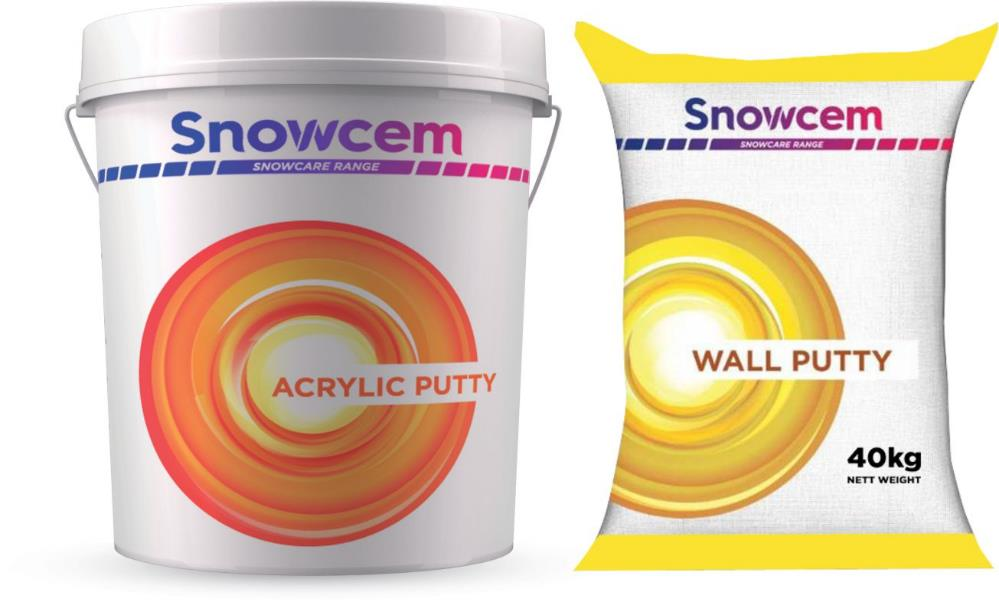 Snowcem
SNOWCARE RANGE
ACRYLIC PUTTY
Snowcem
SNOWCARE RANGE
WALL PUTTY
40kg
NETT WEIGHT